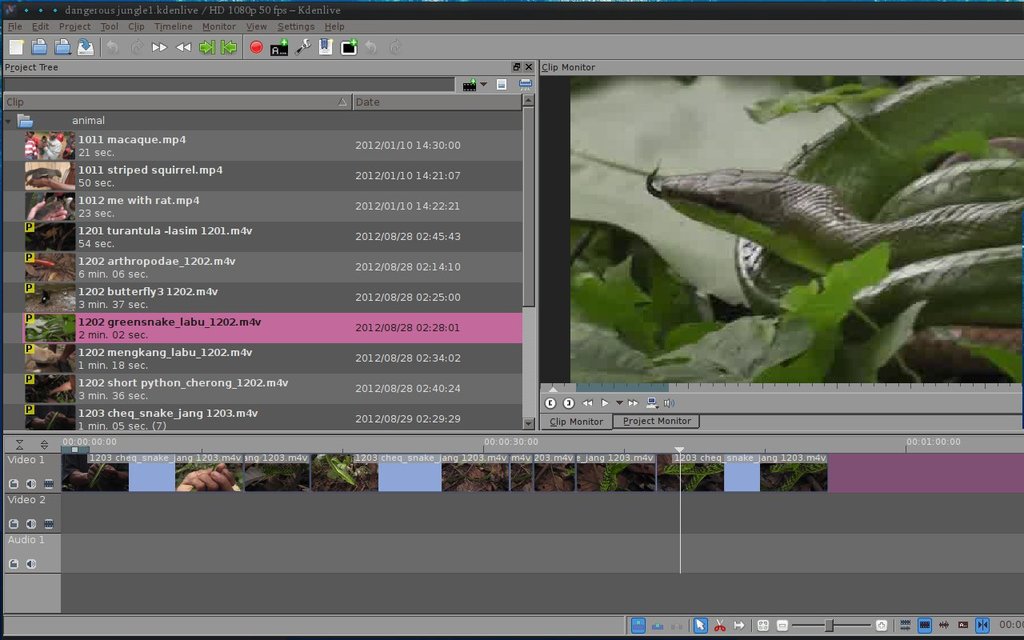 dangerous jungle1.kdenlive / HD 1080p 50 fps – Kdenlive
File Edit Project Tool Clip Timeline Monitor View Settings Help
Project Tree
Clip Monitor
Clip Date
animal
1011 macaque.mp4
21 sec.
2012/01/10 14:30:00
1011 striped squirrel.mp4
50 sec.
2012/01/10 14:21:07
1012 me with rat.mp4
23 sec.
2012/01/10 14:22:21
1201 turantula -lasim 1201.m4v
54 sec.
2012/08/28 02:45:43
1202 arthropodae_1202.m4v
6 min. 06 sec.
2012/08/28 02:14:10
1202 butterfly3 1202.m4v
3 min. 37 sec.
2012/08/28 02:25:00
1202 greensnake_labu_1202.m4v
2 min. 02 sec.
2012/08/28 02:28:01
1202 mengkang_labu_1202.m4v
1 min. 18 sec.
2012/08/28 02:34:02
1202 short python_cherong_1202.m4v
3 min. 36 sec.
2012/08/28 02:40:24
1203 cheq_snake_jang 1203.m4v
1 min. 05 sec. (7)
2012/08/29 02:29:29
Clip Monitor Project Monitor
00:00:00:00 00:00:30:00 00:01:00:00
Video 1
1203 cheq_snake_jang 1203.m4v ang 1203.m4v 1203 cheq_snake_jang 1203.m4v m4v 203.m4v e_jang 1203.m4v 1203 cheq_snake_jang 1203.m4v
Video 2
Audio 1
00:0